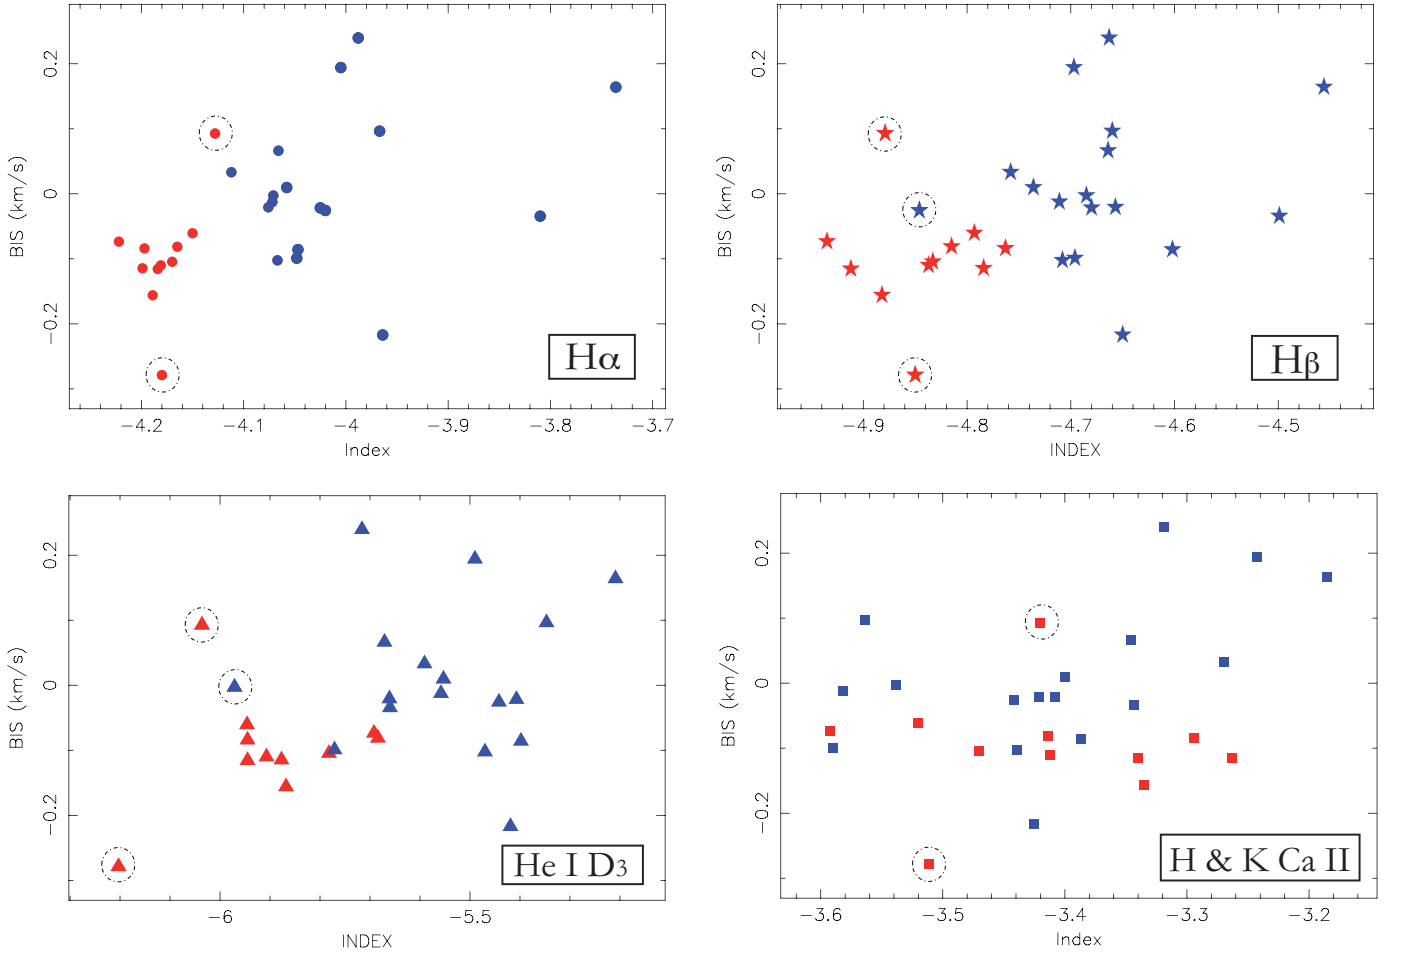 0.2
0
−0.2
BIS (km/s)
Hα
−4.2 −4.1 −4 −3.9 −3.8 −3.7
Index
0.2
0
−0.2
BIS (km/s)
Hβ
−4.9 −4.8 −4.7 −4.6 −4.5
INDEX
0.2
0
−0.2
BIS (km/s)
He I D3
−6 −5.5
INDEX
0.2
0
−0.2
BIS (km/s)
H & K Ca II
−3.6 −3.5 −3.4 −3.3 −3.2
Index